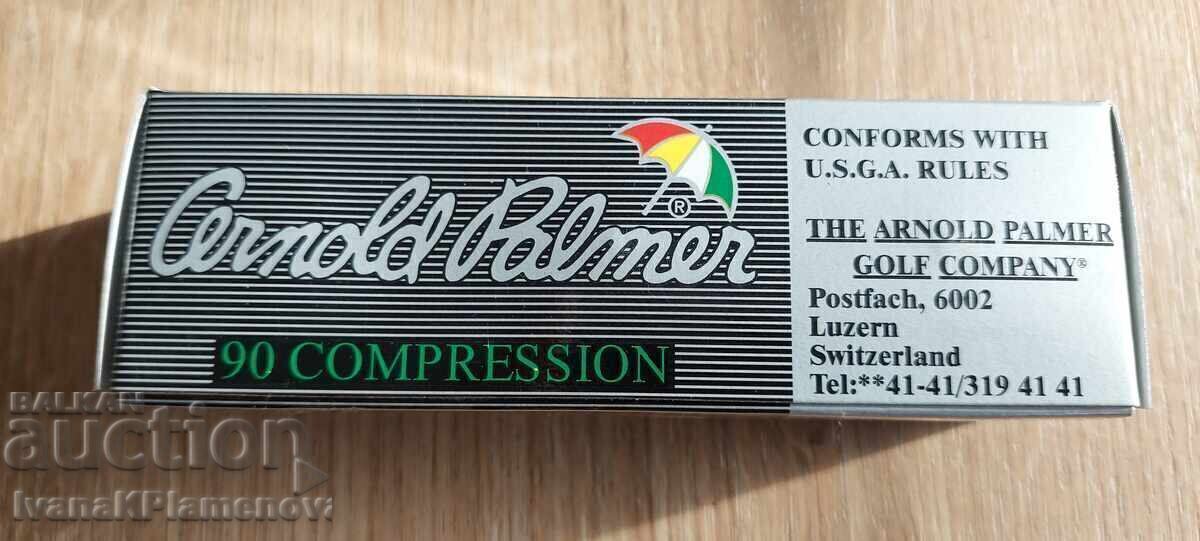 Arnold Palmer
®
90 COMPRESSION
CONFORMS WITH
U.S.G.A. RULES
THE ARNOLD PALMER
GOLF COMPANY®
Postfach, 6002
Luzern
Switzerland
Tel:**41-41/319 41 41
BALKAN
auction
IvanaKPlamenova